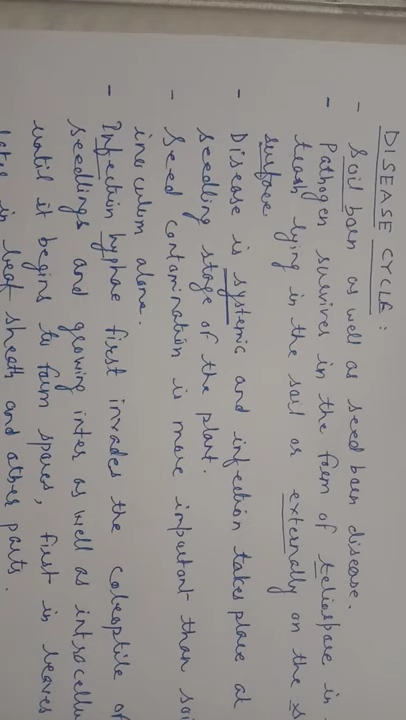 DISEASE CYCLE:
- soil born as well as seed born disease.
- Pathogen survives in the form of teliospore in
trash lying in the soil or externally on the
surface
- Disease is systemic and infection takes place at
seedling stage of the plant.
- Seed contamination is more important than soi
inoculum alone.
- Infection hyphae first invades the coleoptile of
seedlings and growing inter as well as intracellu
until it begins to form spores, first in leaves
later in leaf sheath and other parts.